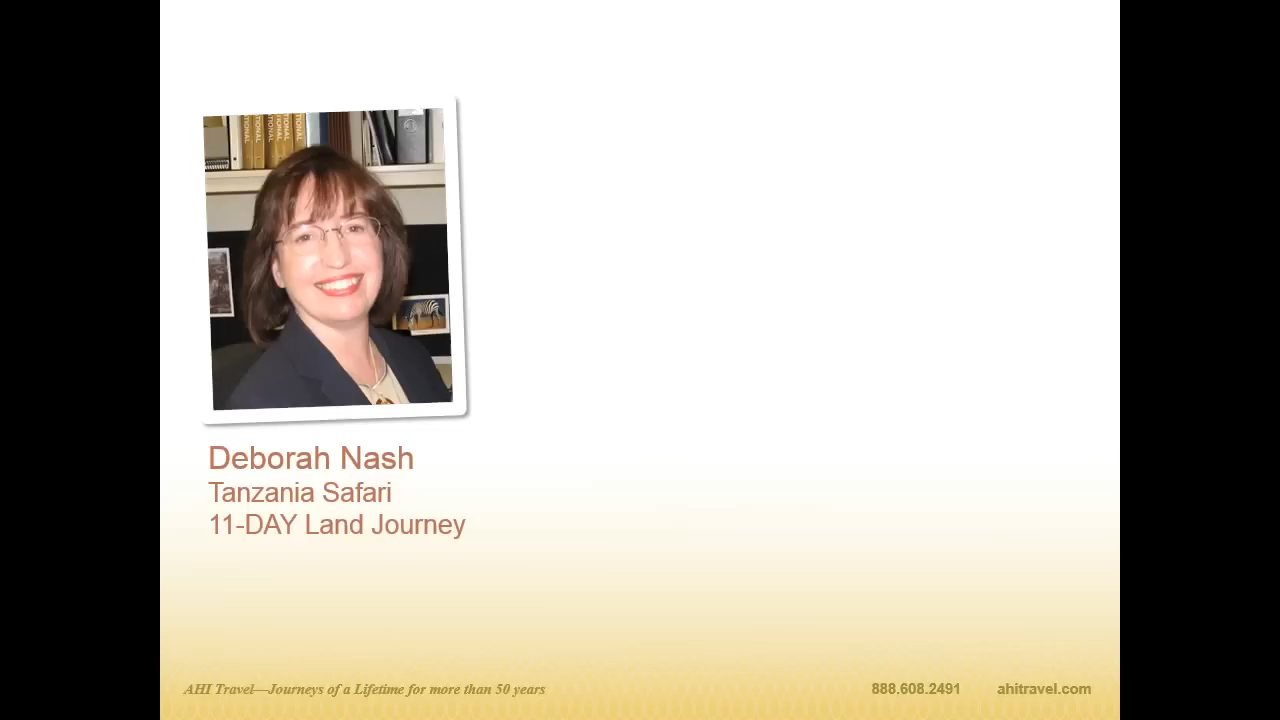 Deborah Nash
Tanzania Safari
11-DAY Land Journey
AHI Travel—Journeys of a Lifetime for more than 50 years
888.608.2491
ahitravel.com